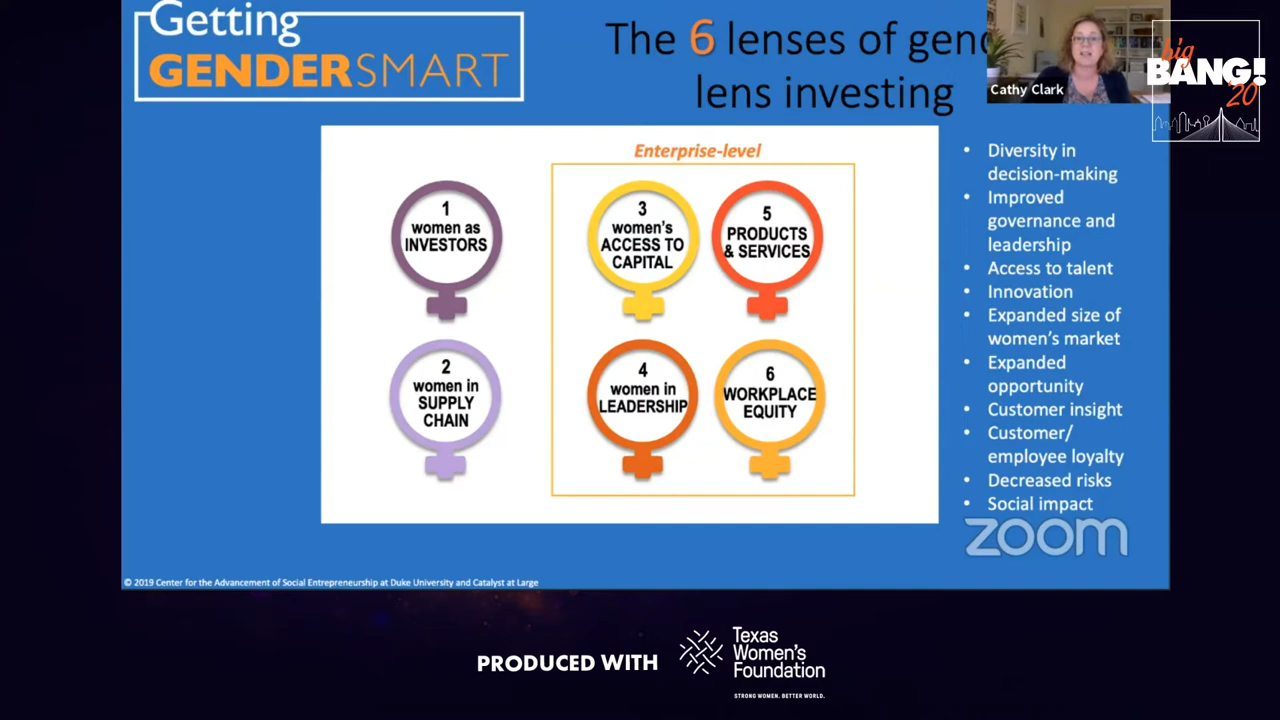 Getting
GENDERSMART
The 6 lenses of gend
lens investing
Cathy Clark
big
BANG!
'20
Enterprise-level
1
women as
INVESTORS
3
women's
ACCESS TO
CAPITAL
5
PRODUCTS
& SERVICES
2
women in
SUPPLY
CHAIN
4
women in
LEADERSHIP
6
WORKPLACE
EQUITY
• Diversity in
decision-making
• Improved
governance and
leadership
• Access to talent
• Innovation
• Expanded size of
women's market
• Expanded
opportunity
• Customer insight
• Customer/
employee loyalty
• Decreased risks
• Social impact
zoom
© 2019 Center for the Advancement of Social Entrepreneurship at Duke University and Catalyst at Large
PRODUCED WITH
Texas
Women's
Foundation
STRONG WOMEN. BETTER WORLD.